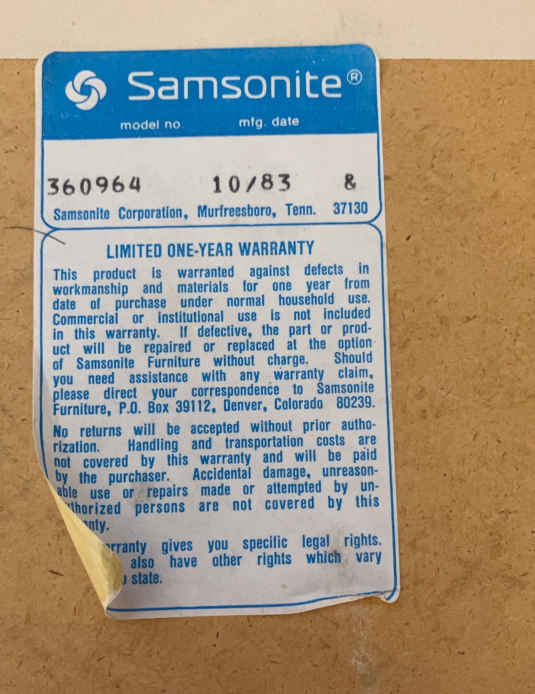 Samsonite®
model no mfg. date
360964 10/83 &
Samsonite Corporation, Murfreesboro, Tenn. 37130
LIMITED ONE-YEAR WARRANTY
This product is warranted against defects in
workmanship and materials for one year from
date of purchase under normal household use.
Commercial or institutional use is not included
in this warranty. If defective, the part or prod-
uct will be repaired or replaced at the option
of Samsonite Furniture without charge. Should
you need assistance with any warranty claim,
please direct your correspondence to Samsonite
Furniture, P.O. Box 39112, Denver, Colorado 80239.
No returns will be accepted without prior autho-
rization. Handling and transportation costs are
not covered by this warranty and will be paid
by the purchaser. Accidental damage, unreason-
able use or repairs made or attempted by un-
thorized persons are not covered by this
nty.
rranty gives you specific legal rights.
also have other rights which vary
state.